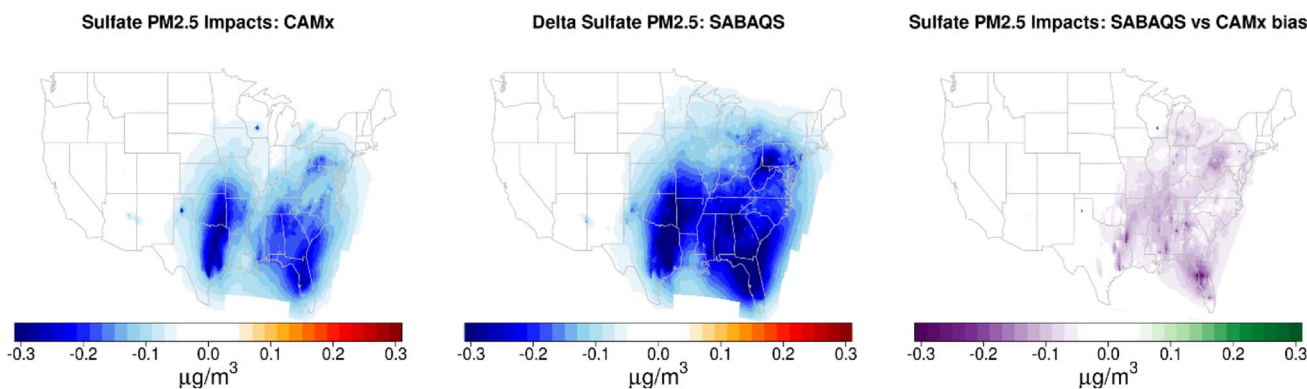 Sulfate PM2.5 Impacts: CAMx
Delta Sulfate PM2.5: SABAQS
Sulfate PM2.5 Impacts: SABAQS vs CAMx bias
-0.3 -0.2 -0.1 0.0 0.1 0.2 0.3
-0.3 -0.2 -0.1 0.0 0.1 0.2 0.3
-0.3 -0.2 -0.1 0.0 0.1 0.2 0.3
μg/m³
μg/m³
μg/m³